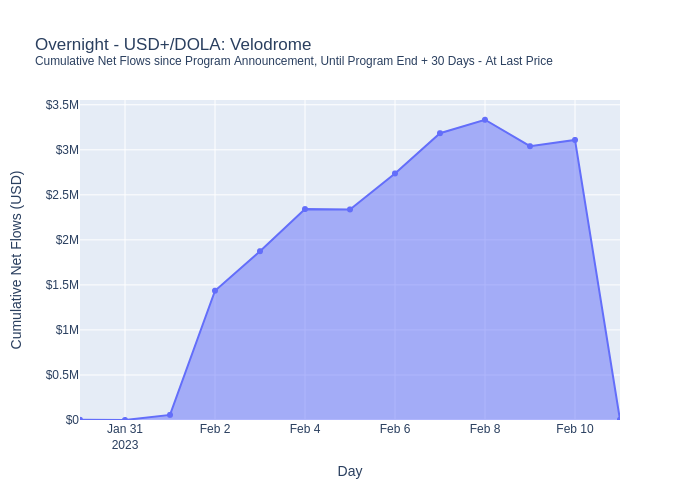 Overnight - USD+/DOLA: Velodrome
Cumulative Net Flows since Program Announcement, Until Program End + 30 Days - At Last Price
$3.5M
$3M
$2.5M
$2M
$1.5M
$1M
$0.5M
$0
Cumulative Net Flows (USD)
Jan 31
2023
Feb 2
Feb 4
Feb 6
Feb 8
Feb 10
Day